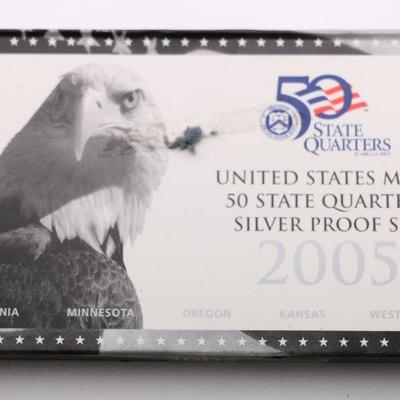 50
STATE
QUARTERS
UNITED STATES M
50 STATE QUARTE
SILVER PROOF S
2005
NIA MINNESOTA OREGON KANSAS WEST